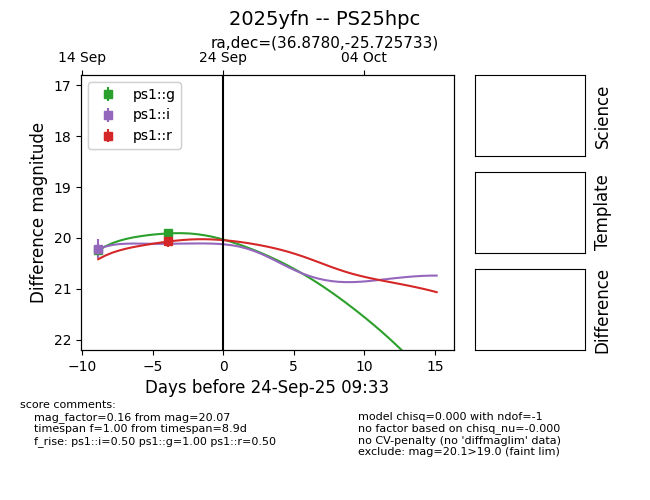 2025yfn -- PS25hpc
ra,dec=(36.8780,-25.725733)
14 Sep
24 Sep
04 Oct
17
18
19
20
21
22
Difference magnitude
ps1::g
ps1::i
ps1::r
−10
−5
0
5
10
15
Days before 24-Sep-25 09:33
Science
Template
Difference
score comments:
mag_factor=0.16 from mag=20.07
timespan f=1.00 from timespan=8.9d
f_rise: ps1::i=0.50 ps1::g=1.00 ps1::r=0.50
model chisq=0.000 with ndof=-1
no factor based on chisq_nu=-0.000
no CV-penalty (no 'diffmaglim' data)
exclude: mag=20.1>19.0 (faint lim)